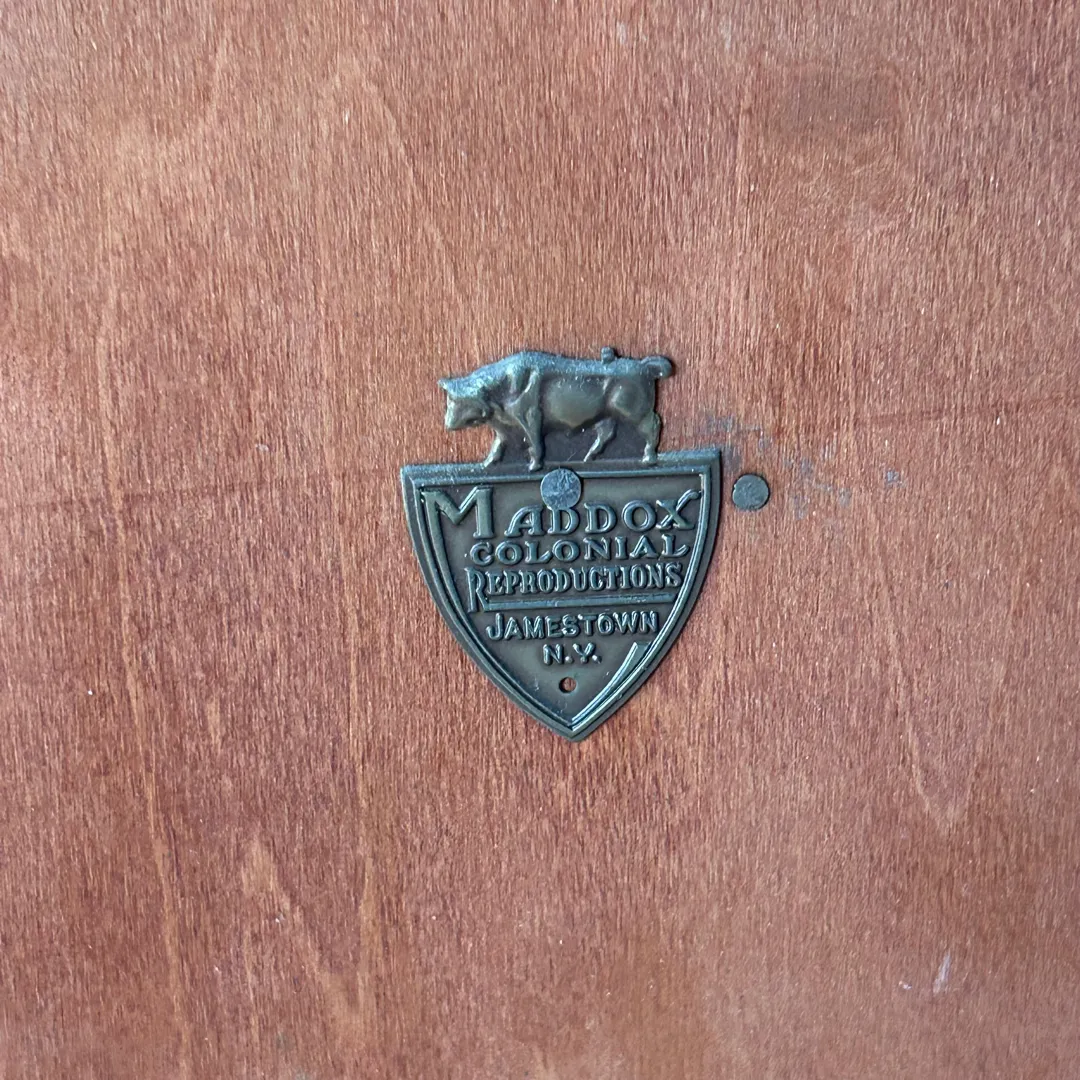 MADDOX
COLONIAL
REPRODUCTIONS
JAMESTOWN
N.Y.